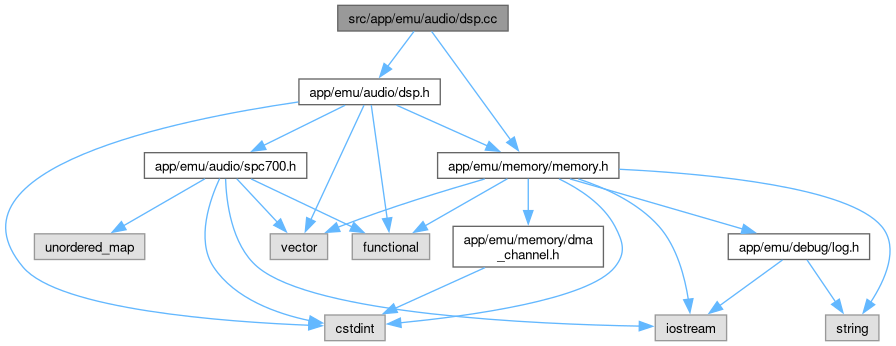 src/app/emu/audio/dsp.cc
app/emu/audio/dsp.h
app/emu/audio/spc700.h
app/emu/memory/memory.h
unordered_map
vector
functional
app/emu/memory/dma
_channel.h
app/emu/debug/log.h
cstdint
iostream
string